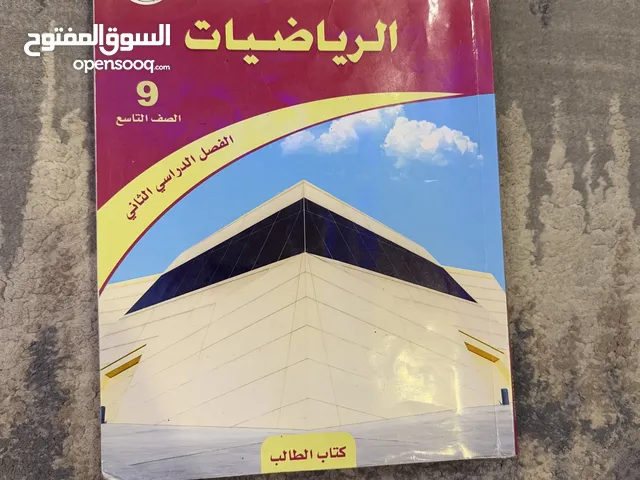 السوق المفتوح
opensooq.com
الرياضيات
9
الصف التاسع
الفصل الدراسي الثاني
كتاب الطالب